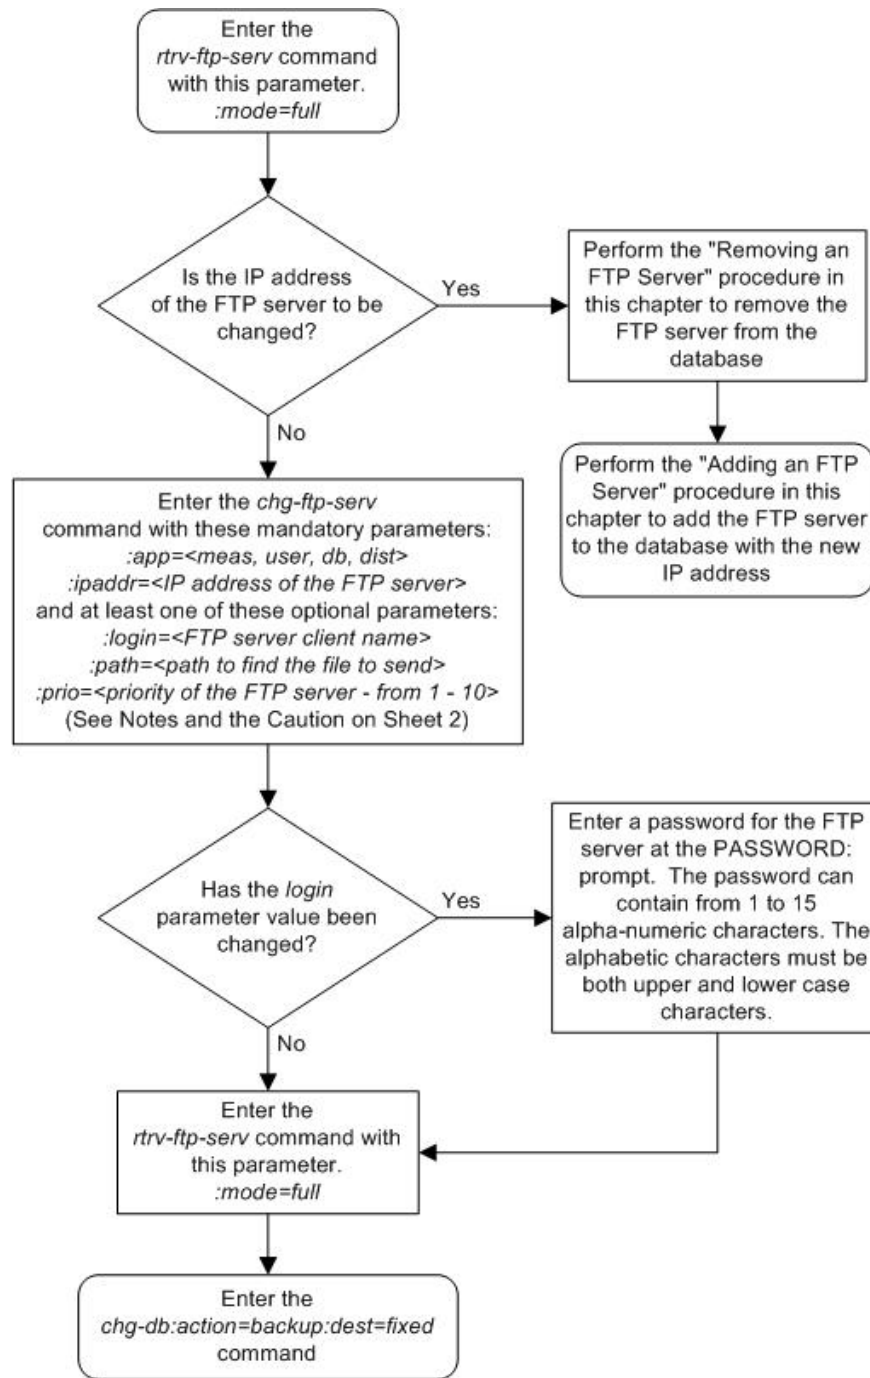 Enter the
rtrv-ftp-serv command
with this parameter.
:mode=full
Is the IP address
of the FTP server to be
changed?
Yes
Perform the "Removing an
FTP Server" procedure in
this chapter to remove the
FTP server from the
database
No
Perform the "Adding an FTP
Server" procedure in this
chapter to add the FTP server
to the database with the new
IP address
Enter the chg-ftp-serv
command with these mandatory parameters:
:app=<meas, user, db, dist>
:ipaddr=<IP address of the FTP server>
and at least one of these optional parameters:
:login=<FTP server client name>
:path=<path to find the file to send>
:prio=<priority of the FTP server - from 1 - 10>
(See Notes and the Caution on Sheet 2)
Has the login
parameter value been
changed?
Yes
Enter a password for the FTP
server at the PASSWORD:
prompt. The password can
contain from 1 to 15
alpha-numeric characters. The
alphabetic characters must be
both upper and lower case
characters.
No
Enter the
rtrv-ftp-serv command with
this parameter.
:mode=full
Enter the
chg-db:action=backup:dest=fixed
command